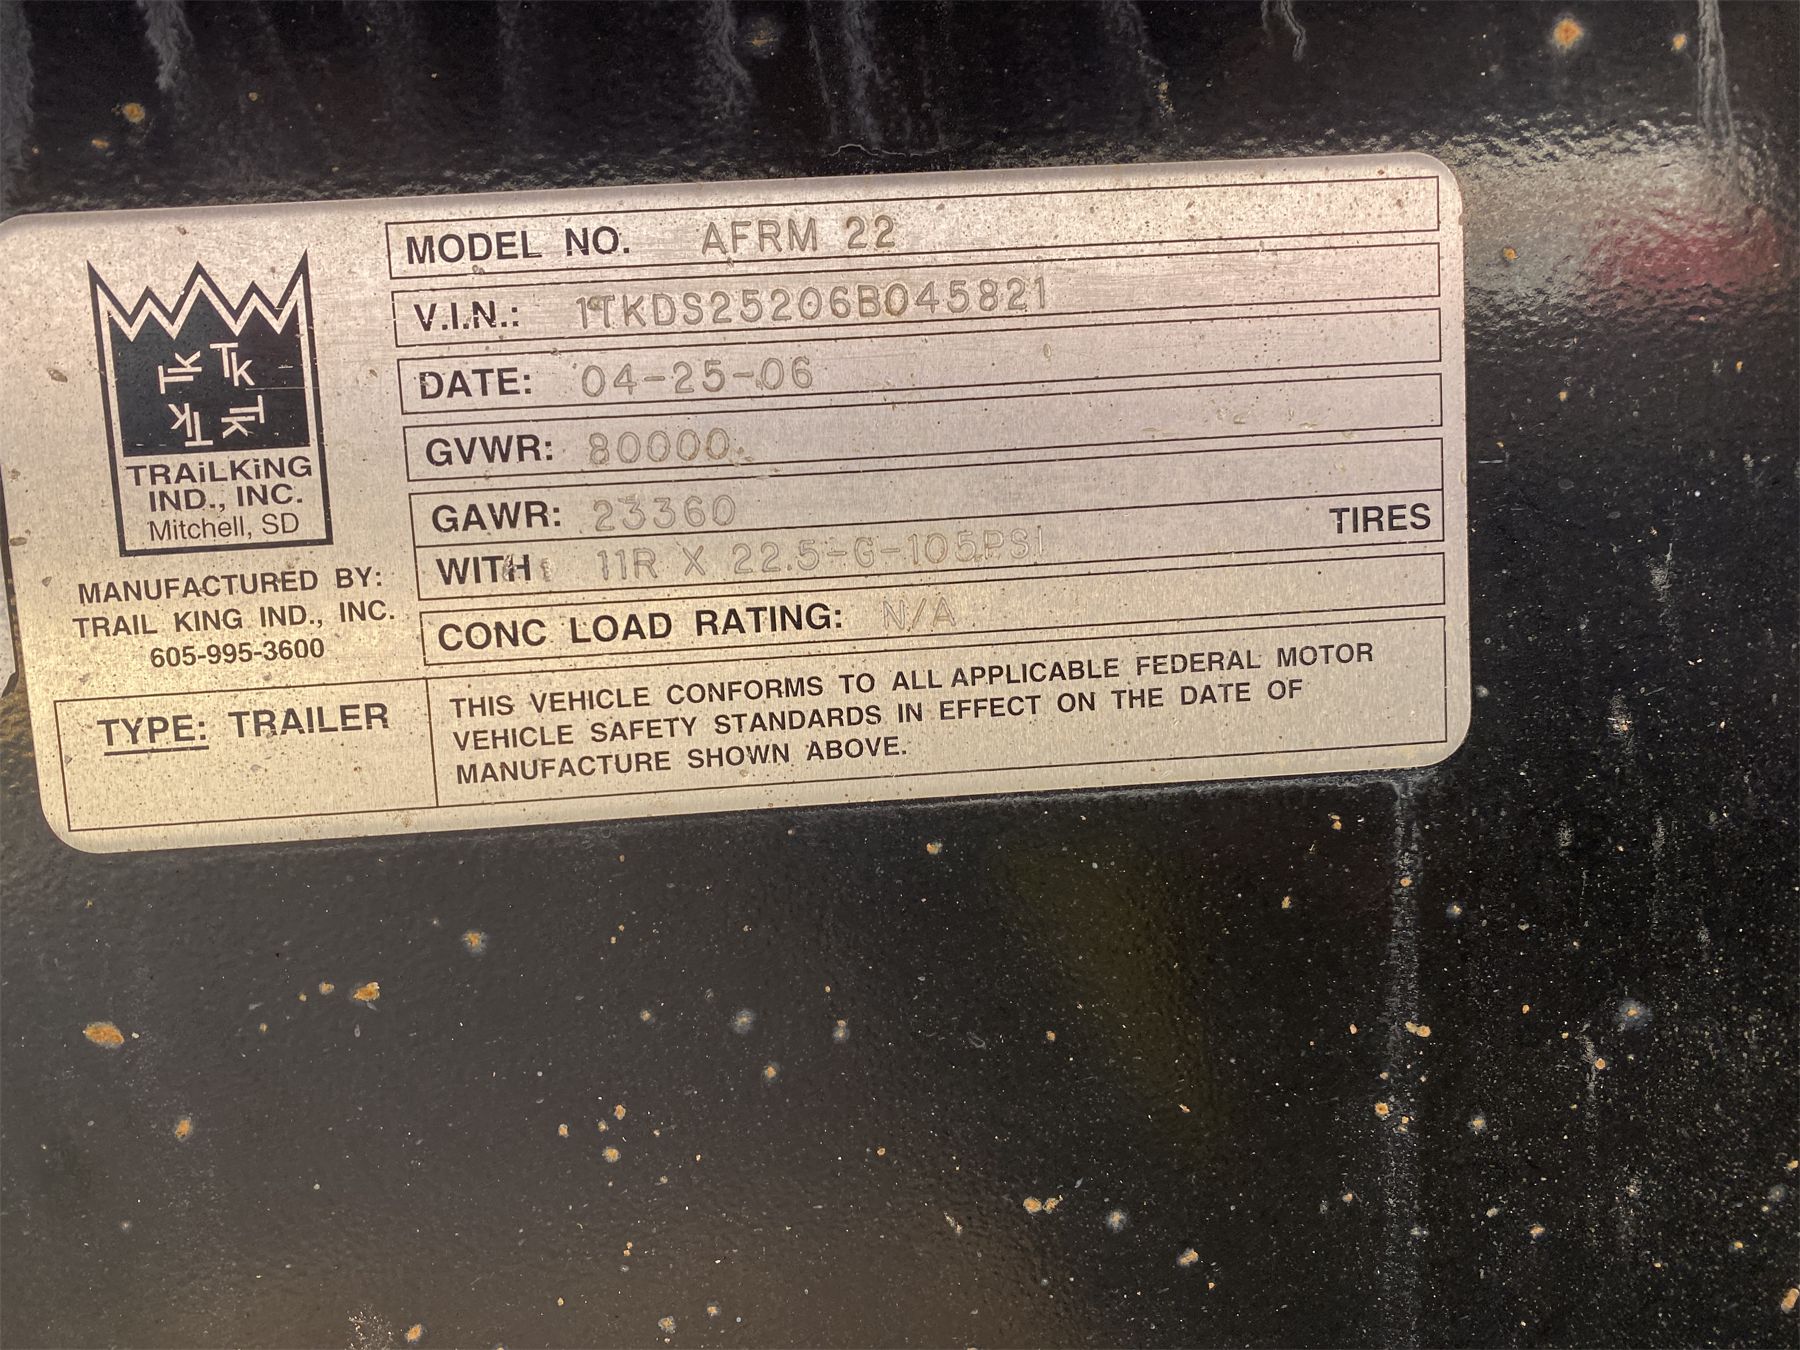 MODEL NO. AFRM 22
V.I.N.: 1TKDS25206B045821
DATE: 04-25-06
GVWR: 80000
GAWR: 23360
TIRES
WITH: 11R X 22.5-G-105PSI
CONC LOAD RATING: N/A
TK TK
TK TK
TRAiLKiNG
IND., INC.
Mitchell, SD
MANUFACTURED BY:
TRAIL KING IND., INC.
605-995-3600
TYPE: TRAILER
THIS VEHICLE CONFORMS TO ALL APPLICABLE FEDERAL MOTOR
VEHICLE SAFETY STANDARDS IN EFFECT ON THE DATE OF
MANUFACTURE SHOWN ABOVE.